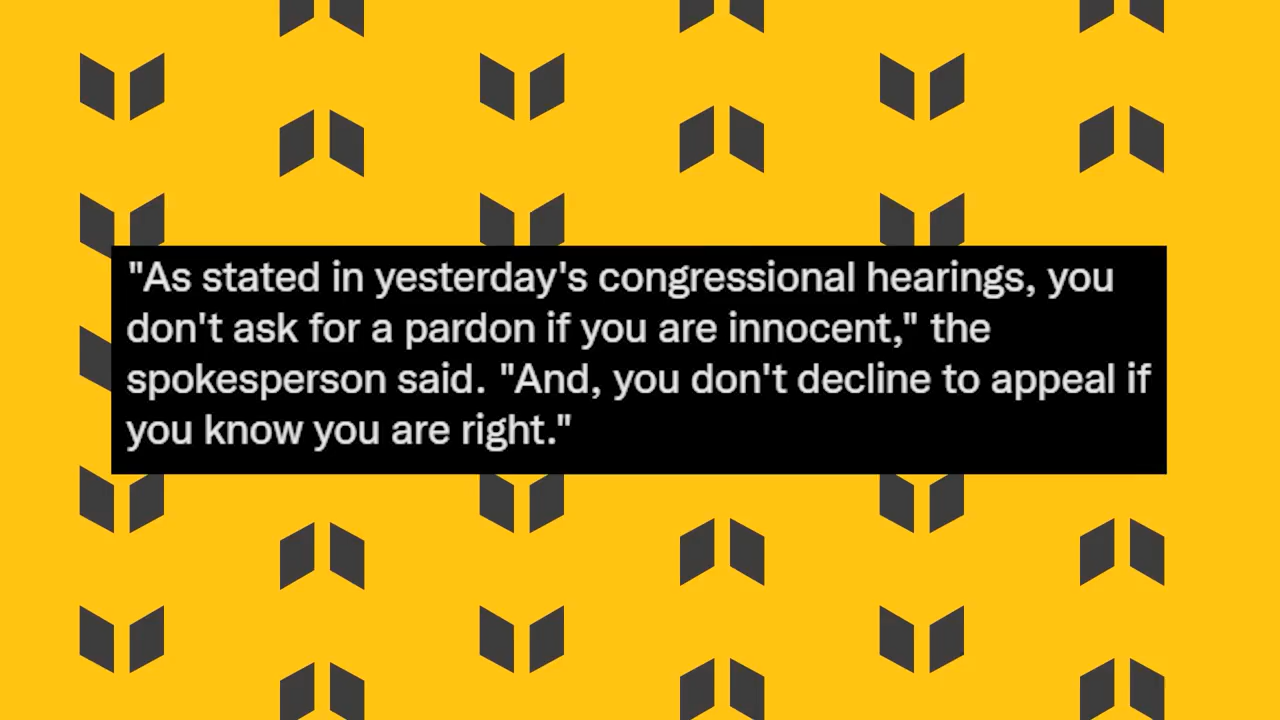 "As stated in yesterday's congressional hearings, you
don't ask for a pardon if you are innocent," the
spokesperson said. "And, you don't decline to appeal if
you know you are right."